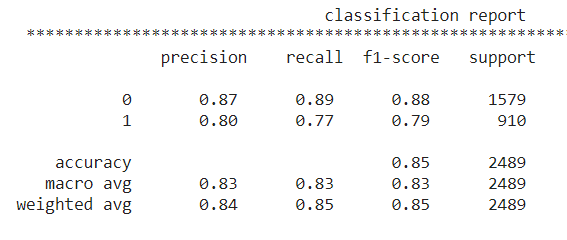 classification report
********************************************************
precision recall f1-score support
0 0.87 0.89 0.88 1579
1 0.80 0.77 0.79 910
accuracy 0.85 2489
macro avg 0.83 0.83 0.83 2489
weighted avg 0.84 0.85 0.85 2489